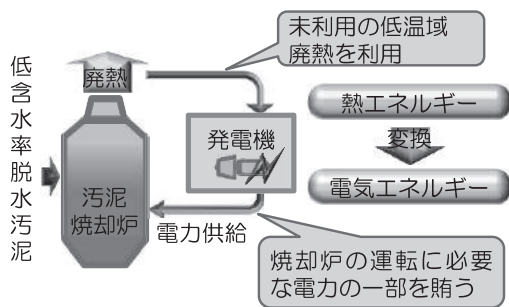 未利用の低温域
廃熱を利用
低含水率脱水汚泥
廃熱
発電機
熱エネルギー
変換
電気エネルギー
汚泥
焼却炉
電力供給
焼却炉の運転に必要
な電力の一部を賄う